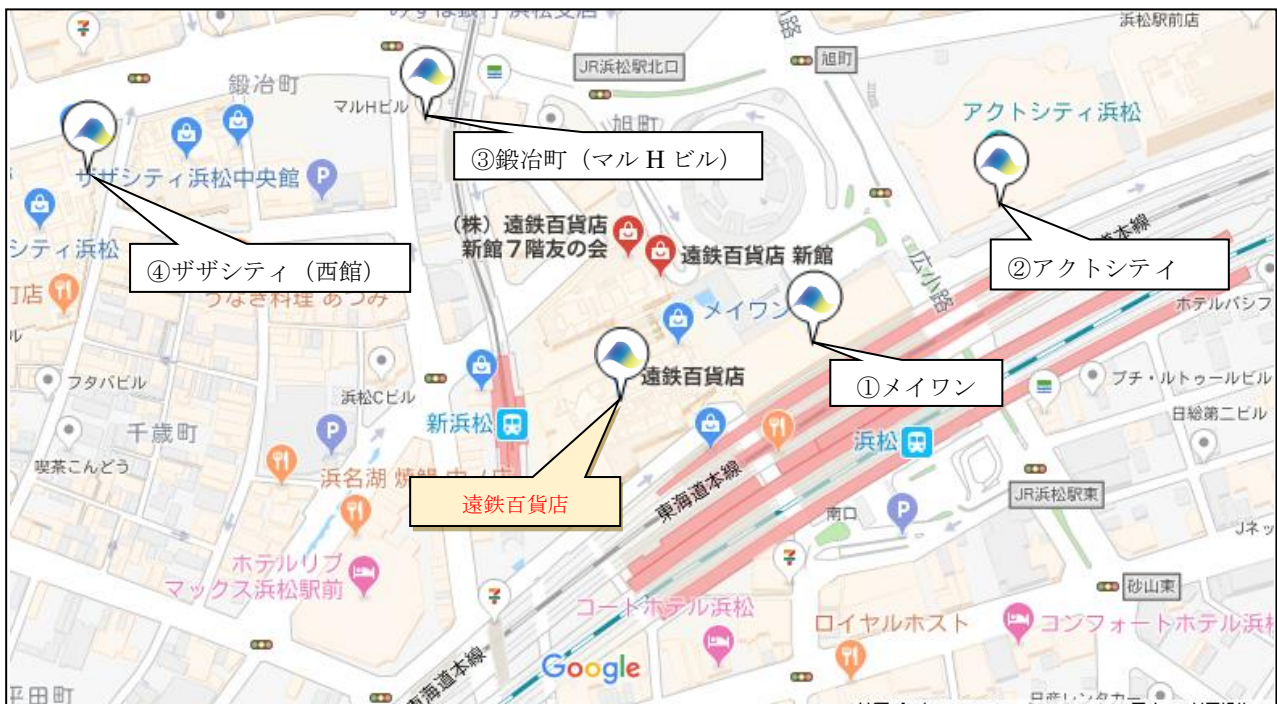 浜松駅前店
旭町
JR浜松駅北口
鍛冶町
マルHビル
旭町
アクトシティ浜松
③鍛冶町（マル H ビル）
ザザシティ浜松中央館
シティ浜松
④ザザシティ（西館）
(株) 遠鉄百貨店
新館7階友の会
遠鉄百貨店 新館
広小路
②アクトシティ
町店
うなぎ料理 あつみ
メイワン
ホテルパシフ
遠鉄百貨店
①メイワン
フタバビル
浜松Cビル
プチ・ルトゥールビル
千歳町
新浜松
浜松
日総第二ビル
喫茶こんどう
浜名湖
遠鉄百貨店
東海道本線
南口
JR浜松駅東
Jネッ
ホテルリブ
マックス浜松駅前
コートホテル浜松
砂山東
ロイヤルホスト
コンフォートホテル浜松
東海道本線
Google
平田町
日産レンタカー